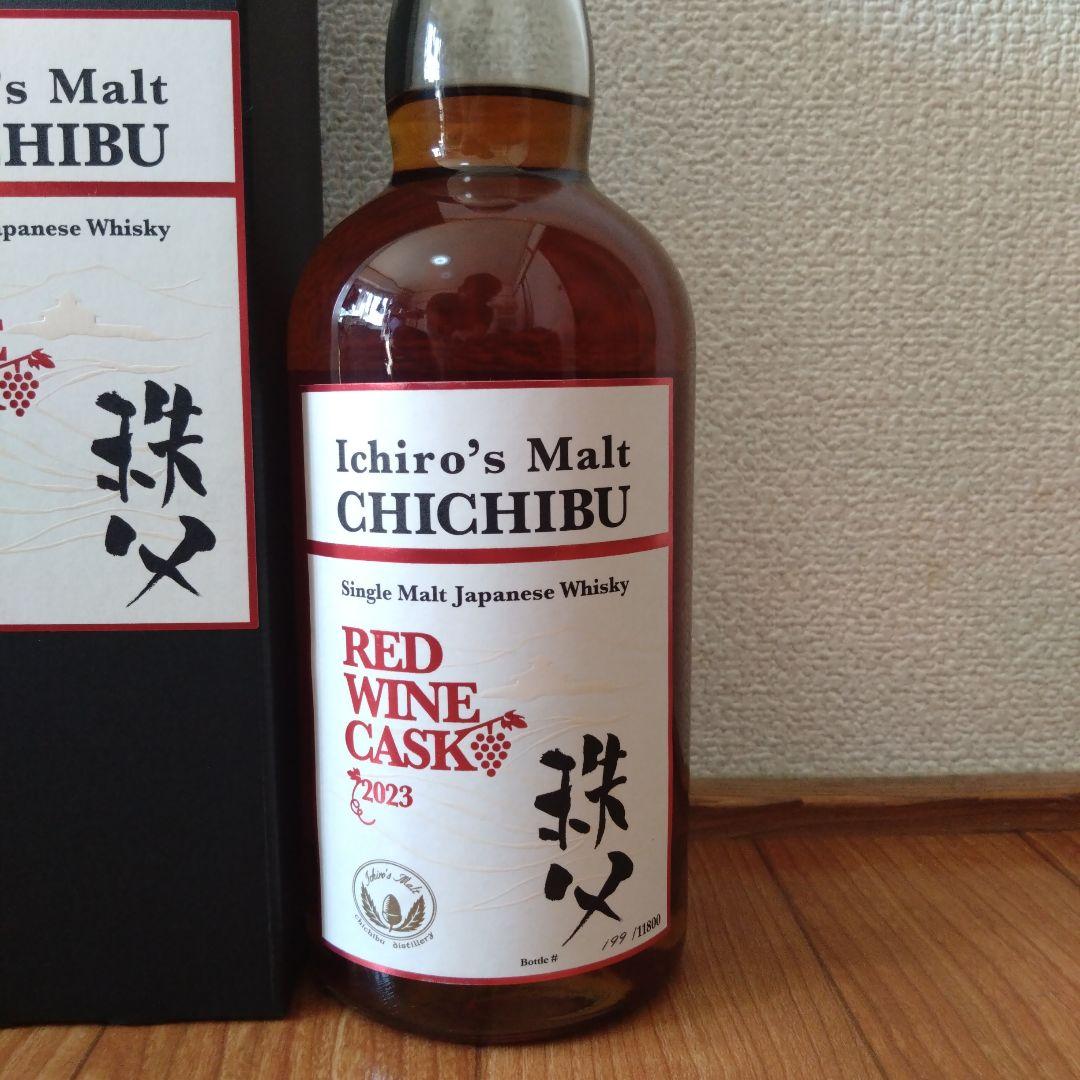 's Malt
HIBU
apanese Whisky
秩父
Ichiro's Malt
CHICHIBU
Single Malt Japanese Whisky
RED
WINE
CASK
2023
秩父
Ichiro's Malt
chichibu distillery
Bottle # 199 /11800